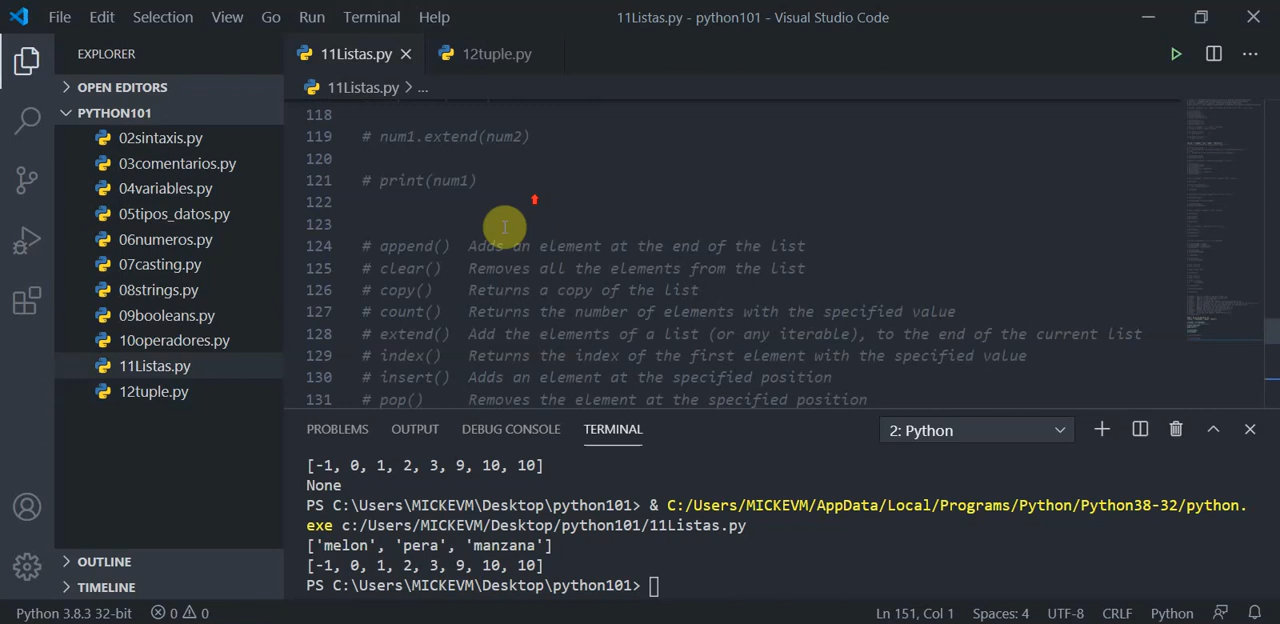 File Edit Selection View Go Run Terminal Help 11Listas.py - python101 - Visual Studio Code
EXPLORER
11Listas.py
12tuple.py
11Listas.py > ...
OPEN EDITORS
PYTHON101
02sintaxis.py
03comentarios.py
04variables.py
05tipos_datos.py
06numeros.py
07casting.py
08strings.py
09booleans.py
10operadores.py
11Listas.py
12tuple.py
OUTLINE
TIMELINE
118
119 # num1.extend(num2)
120
121 # print(num1)
122
123
124 # append() Adds an element at the end of the list
125 # clear() Removes all the elements from the list
126 # copy() Returns a copy of the list
127 # count() Returns the number of elements with the specified value
128 # extend() Add the elements of a list (or any iterable), to the end of the current list
129 # index() Returns the index of the first element with the specified value
130 # insert() Adds an element at the specified position
131 # pop() Removes the element at the specified position
PROBLEMS OUTPUT DEBUG CONSOLE TERMINAL 2: Python
[-1, 0, 1, 2, 3, 9, 10, 10]
None
PS C:\Users\MICKEVM\Desktop\python101> & C:/Users/MICKEVM/AppData/Local/Programs/Python/Python38-32/python.
exe c:/Users/MICKEVM/Desktop/python101/11Listas.py
['melon', 'pera', 'manzana']
[-1, 0, 1, 2, 3, 9, 10, 10]
PS C:\Users\MICKEVM\Desktop\python101>
Python 3.8.3 32-bit 0 0 Ln 151, Col 1 Spaces: 4 UTF-8 CRLF Python